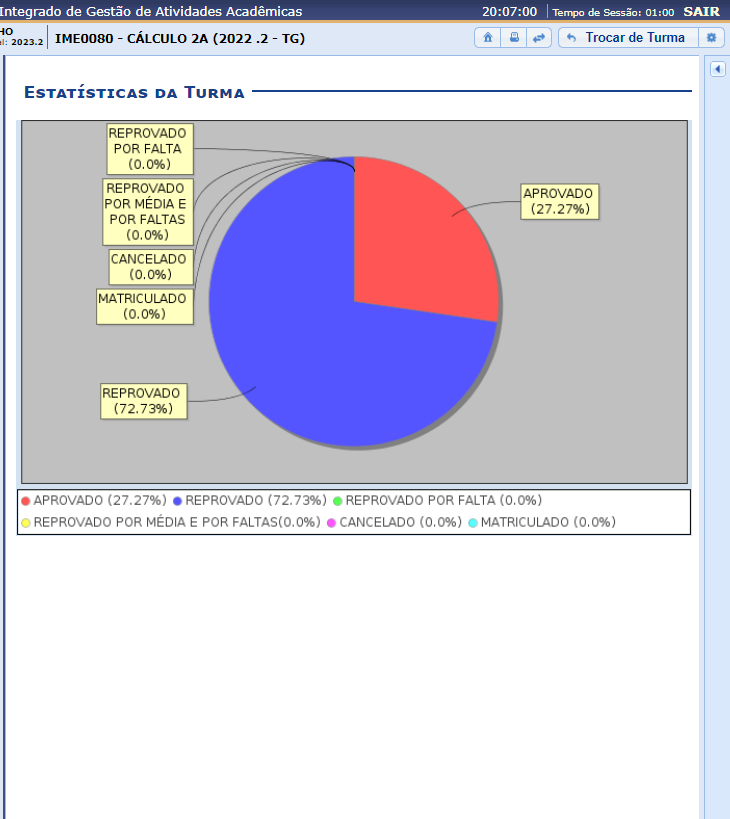 Integrado de Gestão de Atividades Acadêmicas 20:07:00 Tempo de Sessão: 01:00 SAIR
HO
el: 2023.2
IME0080 - CÁLCULO 2A (2022 .2 - TG) Trocar de Turma
ESTATÍSTICAS DA TURMA
REPROVADO
POR FALTA
(0.0%)
REPROVADO
POR MÉDIA E
POR FALTAS
(0.0%)
CANCELADO
(0.0%)
MATRICULADO
(0.0%)
REPROVADO
(72.73%)
APROVADO
(27.27%)
APROVADO (27.27%) REPROVADO (72.73%) REPROVADO POR FALTA (0.0%)
REPROVADO POR MÉDIA E POR FALTAS(0.0%) CANCELADO (0.0%) MATRICULADO (0.0%)